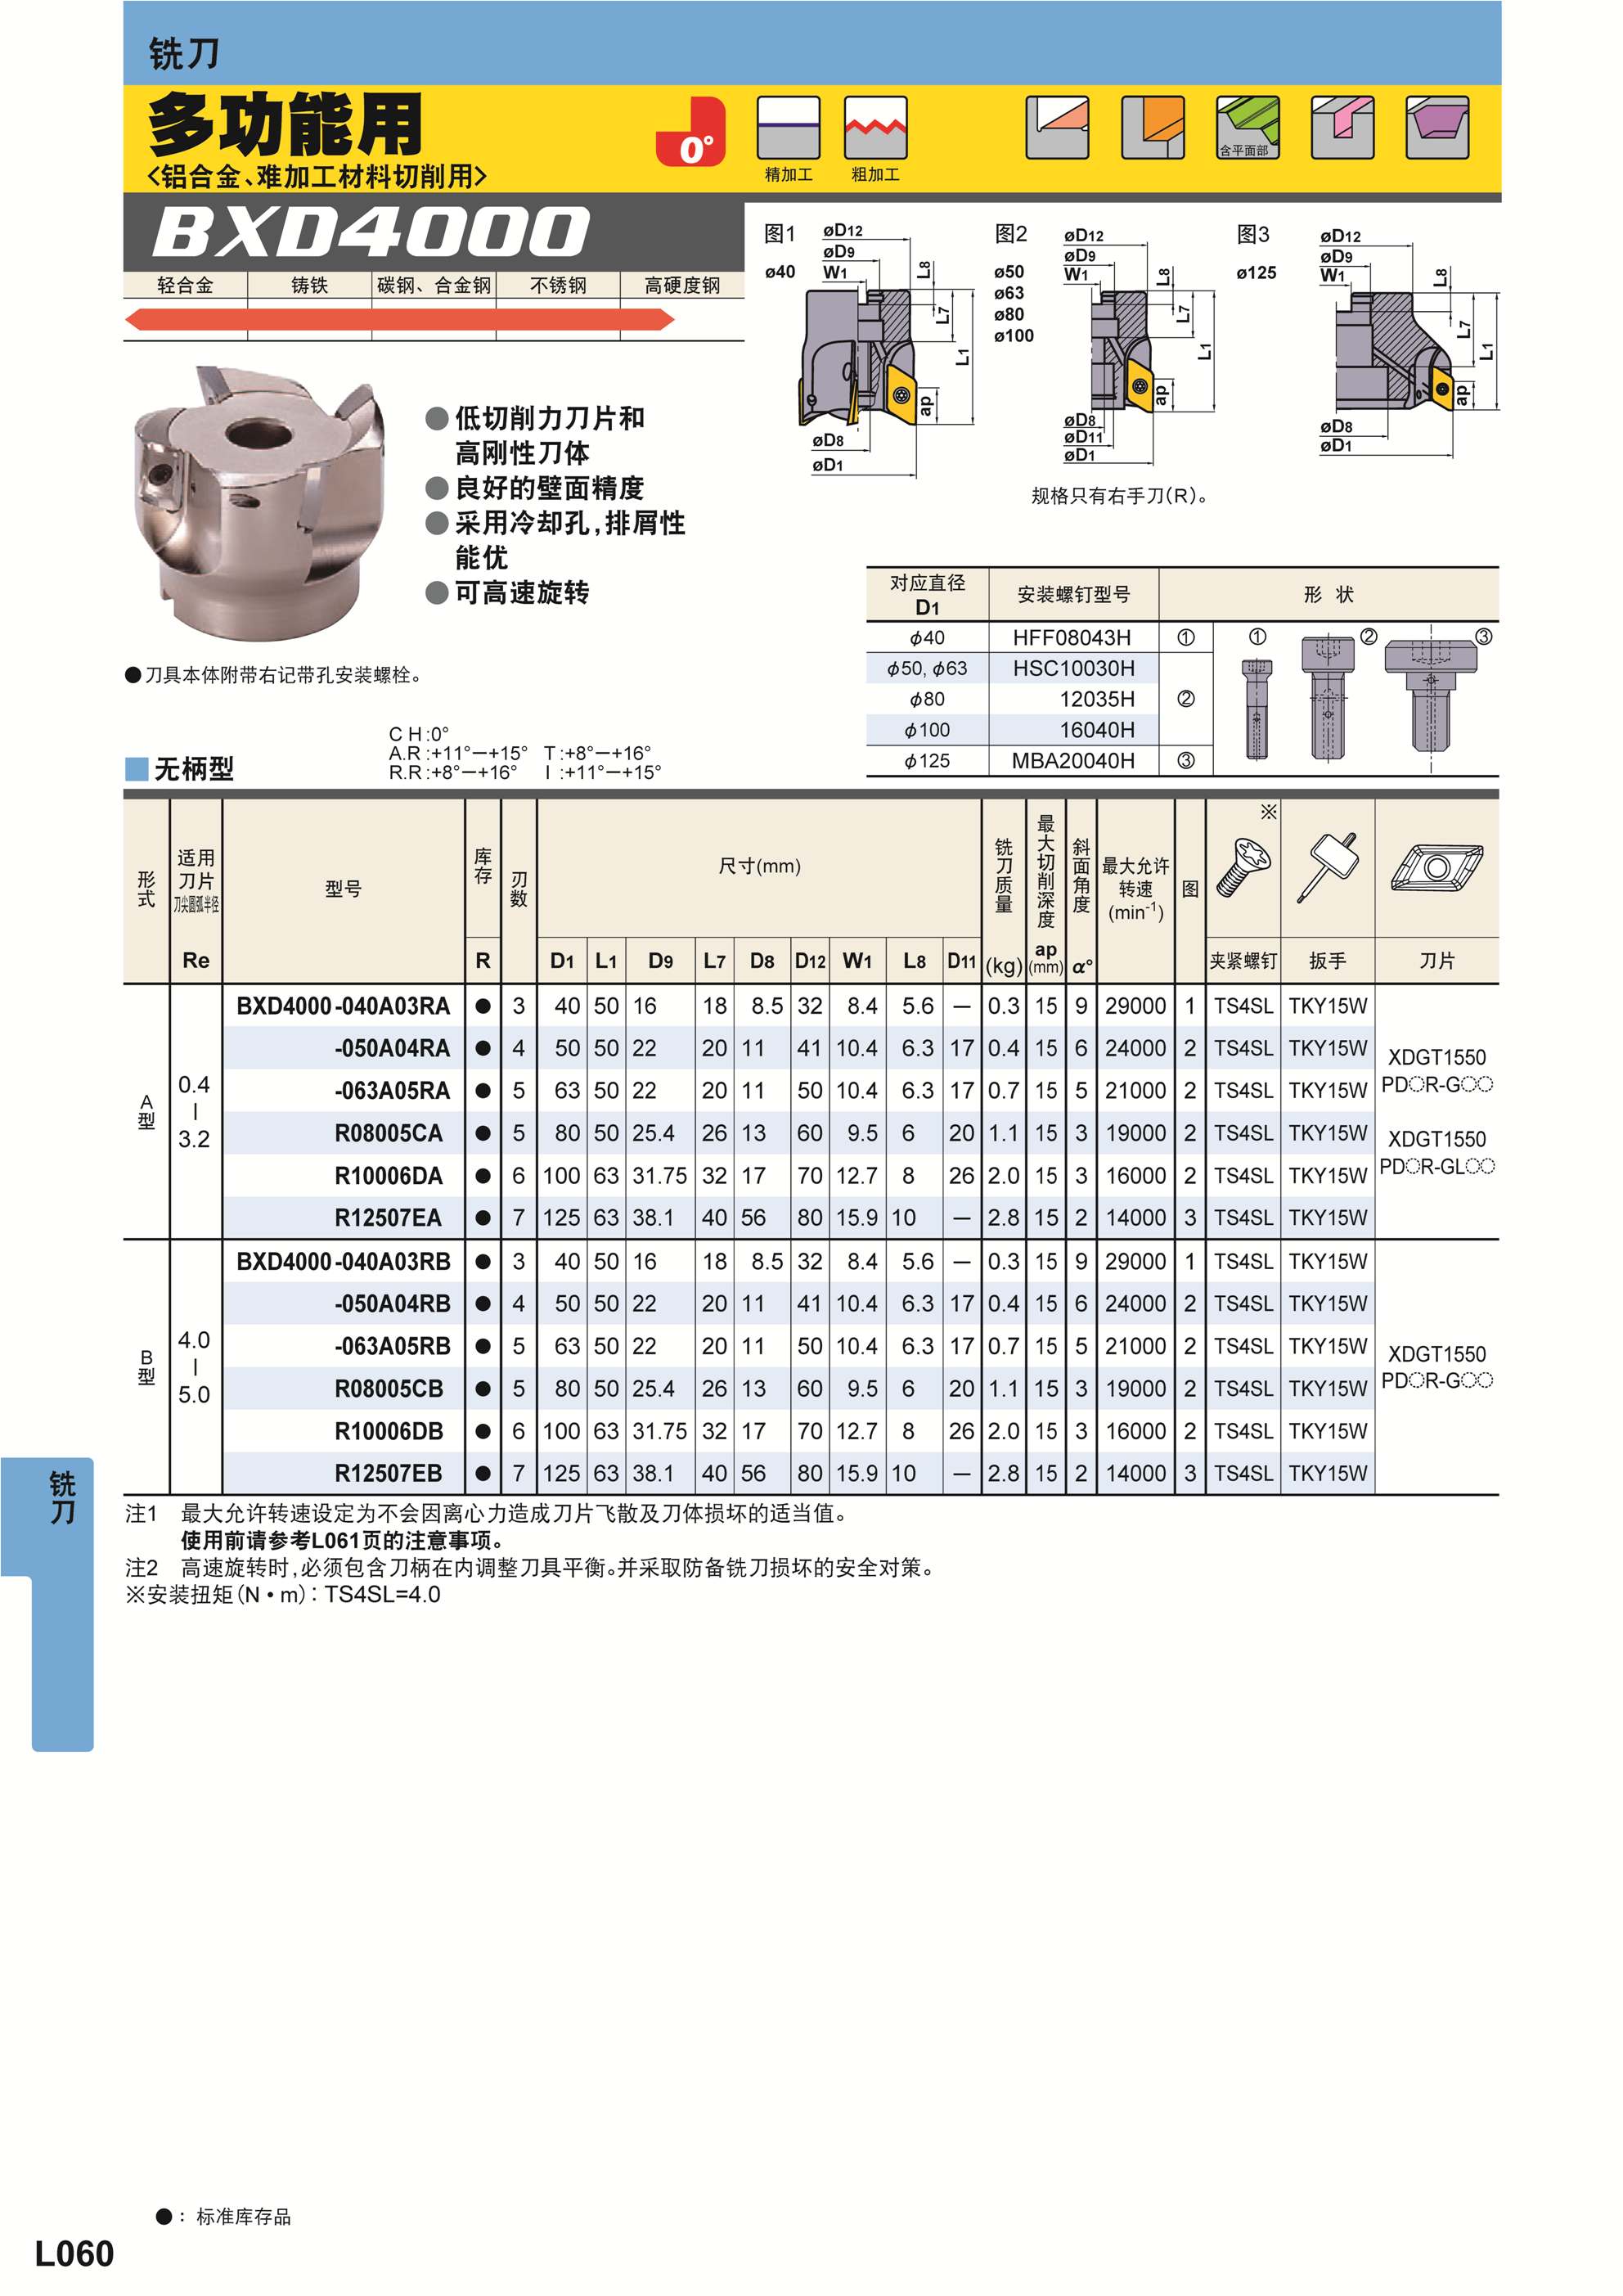 铣刀
多功能用
<铝合金、难加工材料切削用>
0°
精加工
粗加工
含平面部
BXD4000
轻合金 铸铁 碳钢、合金钢 不锈钢 高硬度钢
图1
ø40
øD12
øD9
W1
L8
L7
L1
ap
øD8
øD1
图2
ø50
ø63
ø80
ø100
øD12
øD9
W1
L8
L7
L1
ap
øD8
øD11
øD1
图3
ø125
øD12
øD9
W1
L8
L7
L1
ap
øD8
øD1
规格只有右手刀(R)。
●低切削力刀片和
高刚性刀体
●良好的壁面精度
●采用冷却孔,排屑性
能优
●可高速旋转
●刀具本体附带右记带孔安装螺栓。
对应直径 D1 安装螺钉型号 形 状
φ40 HFF08043H ①
φ50, φ63 HSC10030H
φ80 12035H ②
φ100 16040H
φ125 MBA20040H ③
① ② ③
C H:0°
A.R:+11°—+15° T:+8°—+16°
R.R:+8°—+16° I:+11°—+15°
■无柄型
形式 适用刀片刀尖圆弧半径 Re 型号 库存 R 刃数 尺寸(mm) 铣刀质量 (kg) 最大切削深度 ap (mm) 斜面角度 α° 最大允许转速 (min-1) 图 ※ 夹紧螺钉 扳手 刀片
D1 L1 D9 L7 D8 D12 W1 L8 D11
A型 0.4 | 3.2
BXD4000-040A03RA ● 3 40 50 16 18 8.5 32 8.4 5.6 — 0.3 15 9 29000 1 TS4SL TKY15W
-050A04RA ● 4 50 50 22 20 11 41 10.4 6.3 17 0.4 15 6 24000 2 TS4SL TKY15W
-063A05RA ● 5 63 50 22 20 11 50 10.4 6.3 17 0.7 15 5 21000 2 TS4SL TKY15W
R08005CA ● 5 80 50 25.4 26 13 60 9.5 6 20 1.1 15 3 19000 2 TS4SL TKY15W
R10006DA ● 6 100 63 31.75 32 17 70 12.7 8 26 2.0 15 3 16000 2 TS4SL TKY15W
R12507EA ● 7 125 63 38.1 40 56 80 15.9 10 — 2.8 15 2 14000 3 TS4SL TKY15W
XDGT1550
PD○R-G○○
XDGT1550
PD○R-GL○○
B型 4.0 | 5.0
BXD4000-040A03RB ● 3 40 50 16 18 8.5 32 8.4 5.6 — 0.3 15 9 29000 1 TS4SL TKY15W
-050A04RB ● 4 50 50 22 20 11 41 10.4 6.3 17 0.4 15 6 24000 2 TS4SL TKY15W
-063A05RB ● 5 63 50 22 20 11 50 10.4 6.3 17 0.7 15 5 21000 2 TS4SL TKY15W
R08005CB ● 5 80 50 25.4 26 13 60 9.5 6 20 1.1 15 3 19000 2 TS4SL TKY15W
R10006DB ● 6 100 63 31.75 32 17 70 12.7 8 26 2.0 15 3 16000 2 TS4SL TKY15W
R12507EB ● 7 125 63 38.1 40 56 80 15.9 10 — 2.8 15 2 14000 3 TS4SL TKY15W
XDGT1550
PD○R-G○○
注1 最大允许转速设定为不会因离心力造成刀片飞散及刀体损坏的适当值。
使用前请参考L061页的注意事项。
注2 高速旋转时,必须包含刀柄在内调整刀具平衡。并采取防备铣刀损坏的安全对策。
※安装扭矩(N•m):TS4SL=4.0
铣刀
●:标准库存品
L060